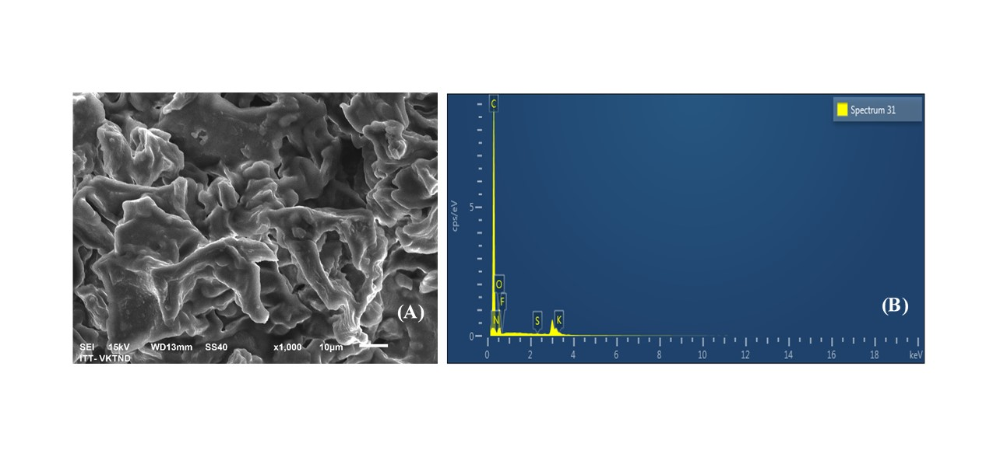 (A)
SEI 15kV WD13mm SS40 x1,000 10µm
ITT- VKTND
Spectrum 31
cps/eV
5
0
C
O
F
N
S
K
(B)
0 2 4 6 8 10 12 14 16 18 keV